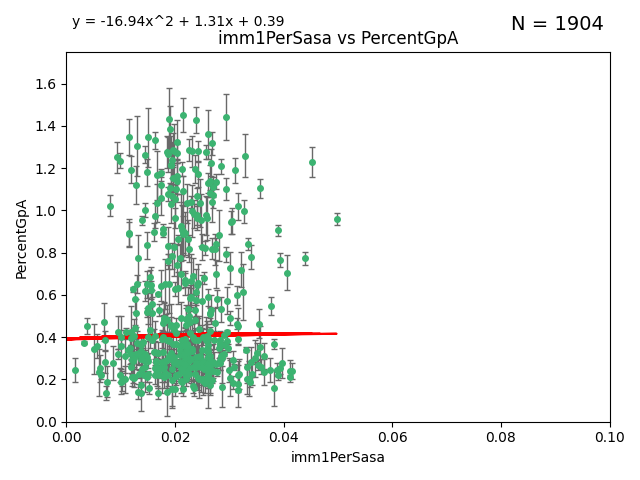 y = -16.94x^2 + 1.31x + 0.39
N = 1904
imm1PerSasa vs PercentGpA
1.6
1.4
1.2
1.0
0.8
0.6
0.4
0.2
0.0
PercentGpA
0.00 0.02 0.04 0.06 0.08 0.10
imm1PerSasa